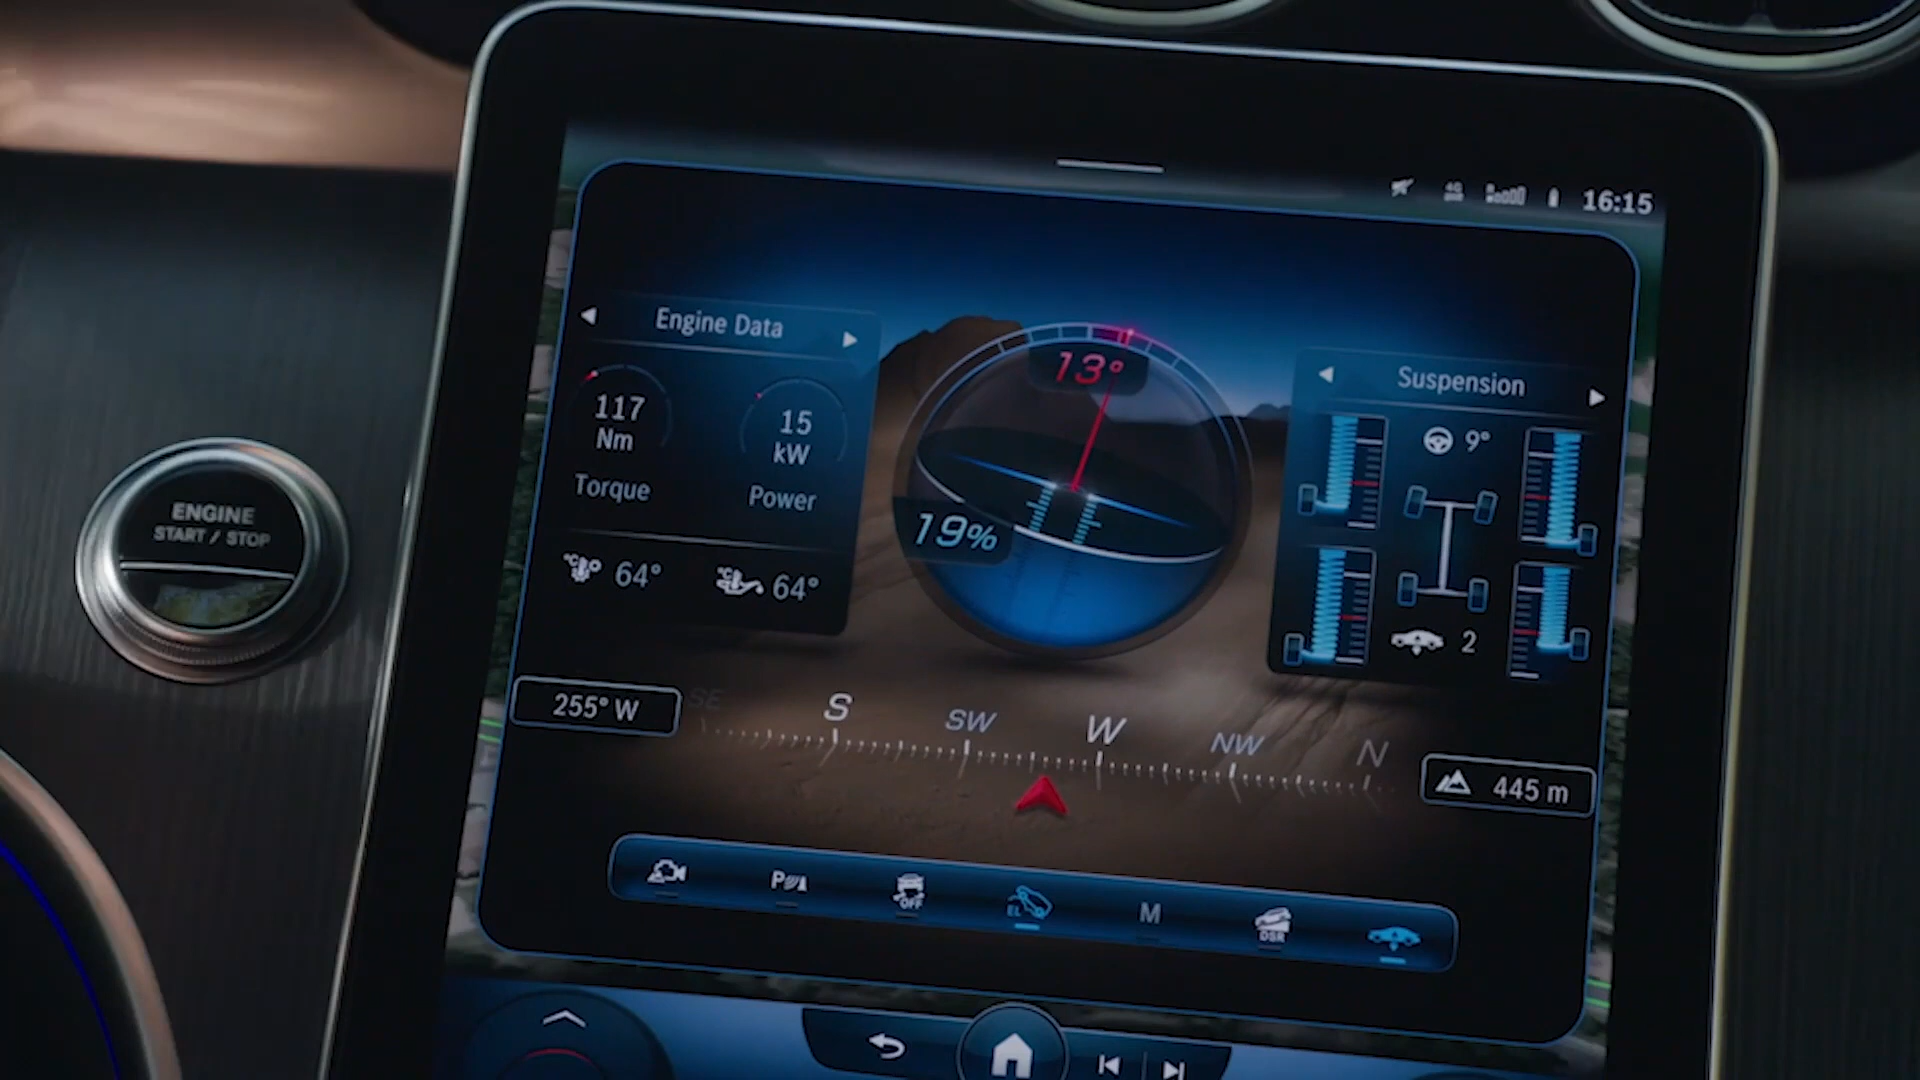 16:15
Engine Data
13°
Suspension
117
Nm
15
kW
9°
Torque
Power
ENGINE
START / STOP
19%
°C 64°
°C 64°
2
255° W
SE
S
SW
W
NW
N
445 m
P
OFF
EL
M
DSR